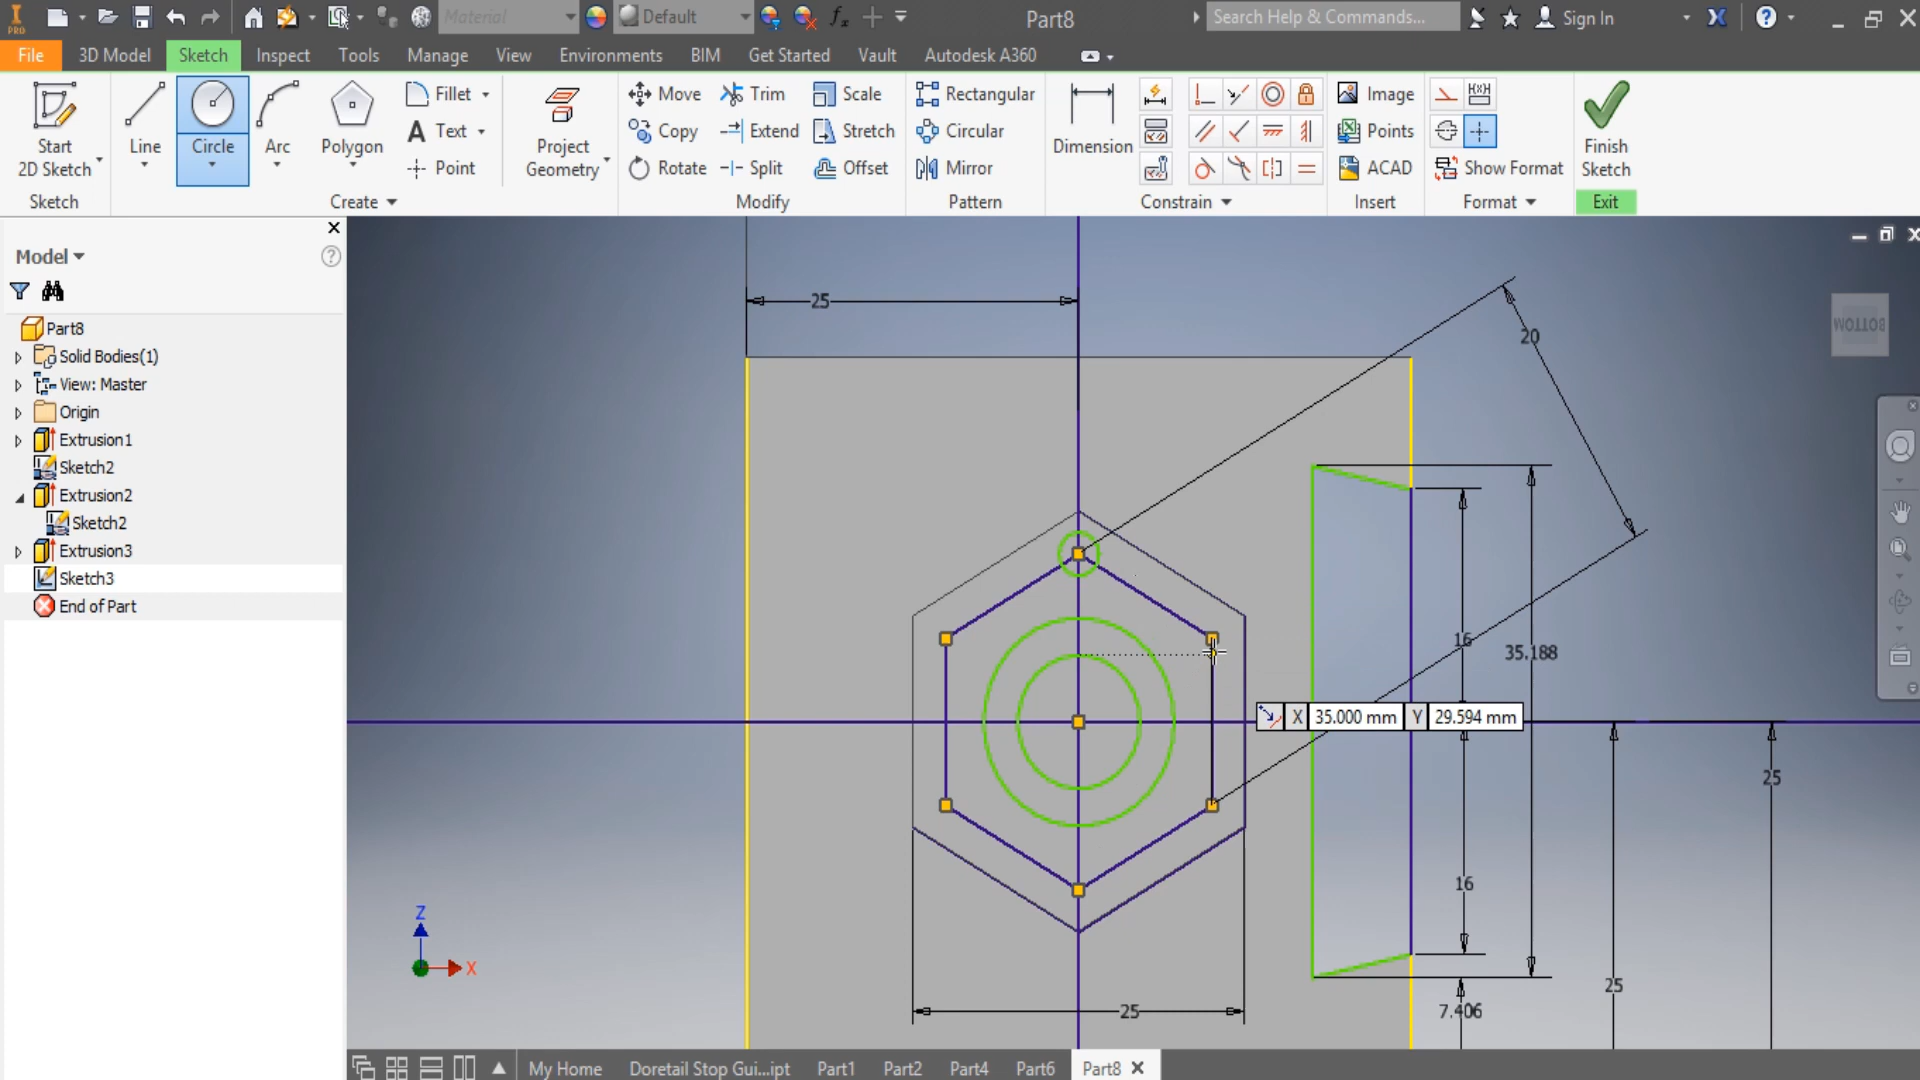 PRO
Material
Default
Part8
Search Help & Commands...
Sign In
File
3D Model
Sketch
Inspect
Tools
Manage
View
Environments
BIM
Get Started
Vault
Autodesk A360
Start
2D Sketch
Line
Circle
Arc
Polygon
Fillet
Text
Point
Project
Geometry
Move
Copy
Rotate
Trim
Extend
Split
Scale
Stretch
Offset
Rectangular
Circular
Mirror
Dimension
Image
Points
ACAD
Show Format
Finish
Sketch
Sketch
Create
Modify
Pattern
Constrain
Insert
Format
Exit
Model
Part8
Solid Bodies(1)
View: Master
Origin
Extrusion1
Sketch2
Extrusion2
Sketch2
Extrusion3
Sketch3
End of Part
25
20
BOTTOM
16
35.188
X 35.000 mm Y 29.594 mm
25
16
25
7.406
25
Z
X
My Home
Doretail Stop Gui...ipt
Part1
Part2
Part4
Part6
Part8